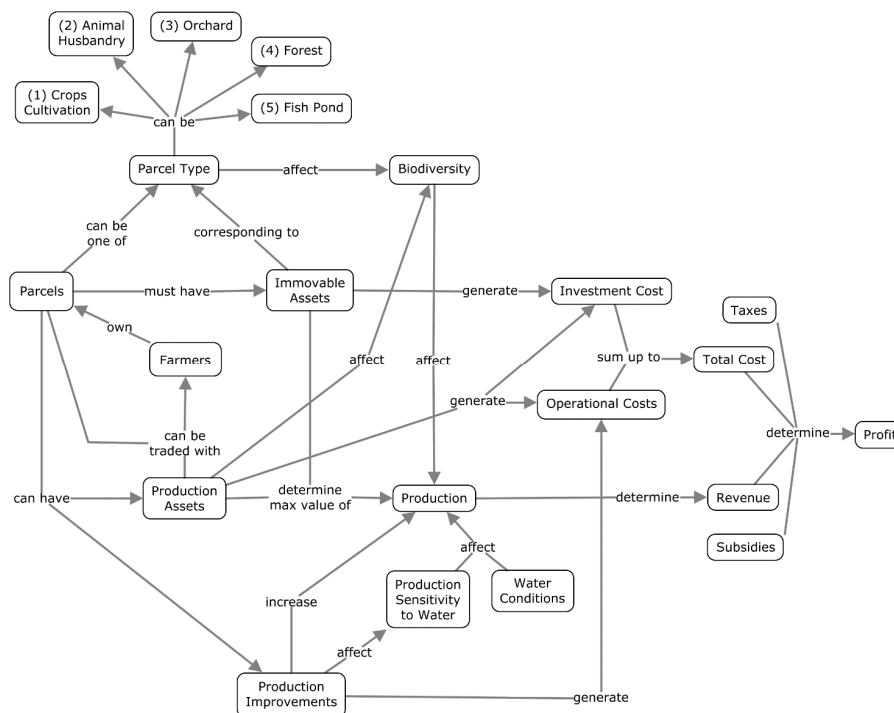 (2) Animal
Husbandry
(3) Orchard
(4) Forest
(1) Crops
Cultivation
(5) Fish Pond
can be
Parcel Type
affect
Biodiversity
can be
one of
corresponding to
Parcels
must have
Immovable
Assets
generate
Investment Cost
Taxes
own
Farmers
affect
affect
sum up to
Total Cost
generate
Operational Costs
can be
traded with
determine
Profit
can have
Production
Assets
determine
max value of
Production
determine
Revenue
affect
Subsidies
increase
Production
Sensitivity
to Water
Water
Conditions
affect
Production
Improvements
generate